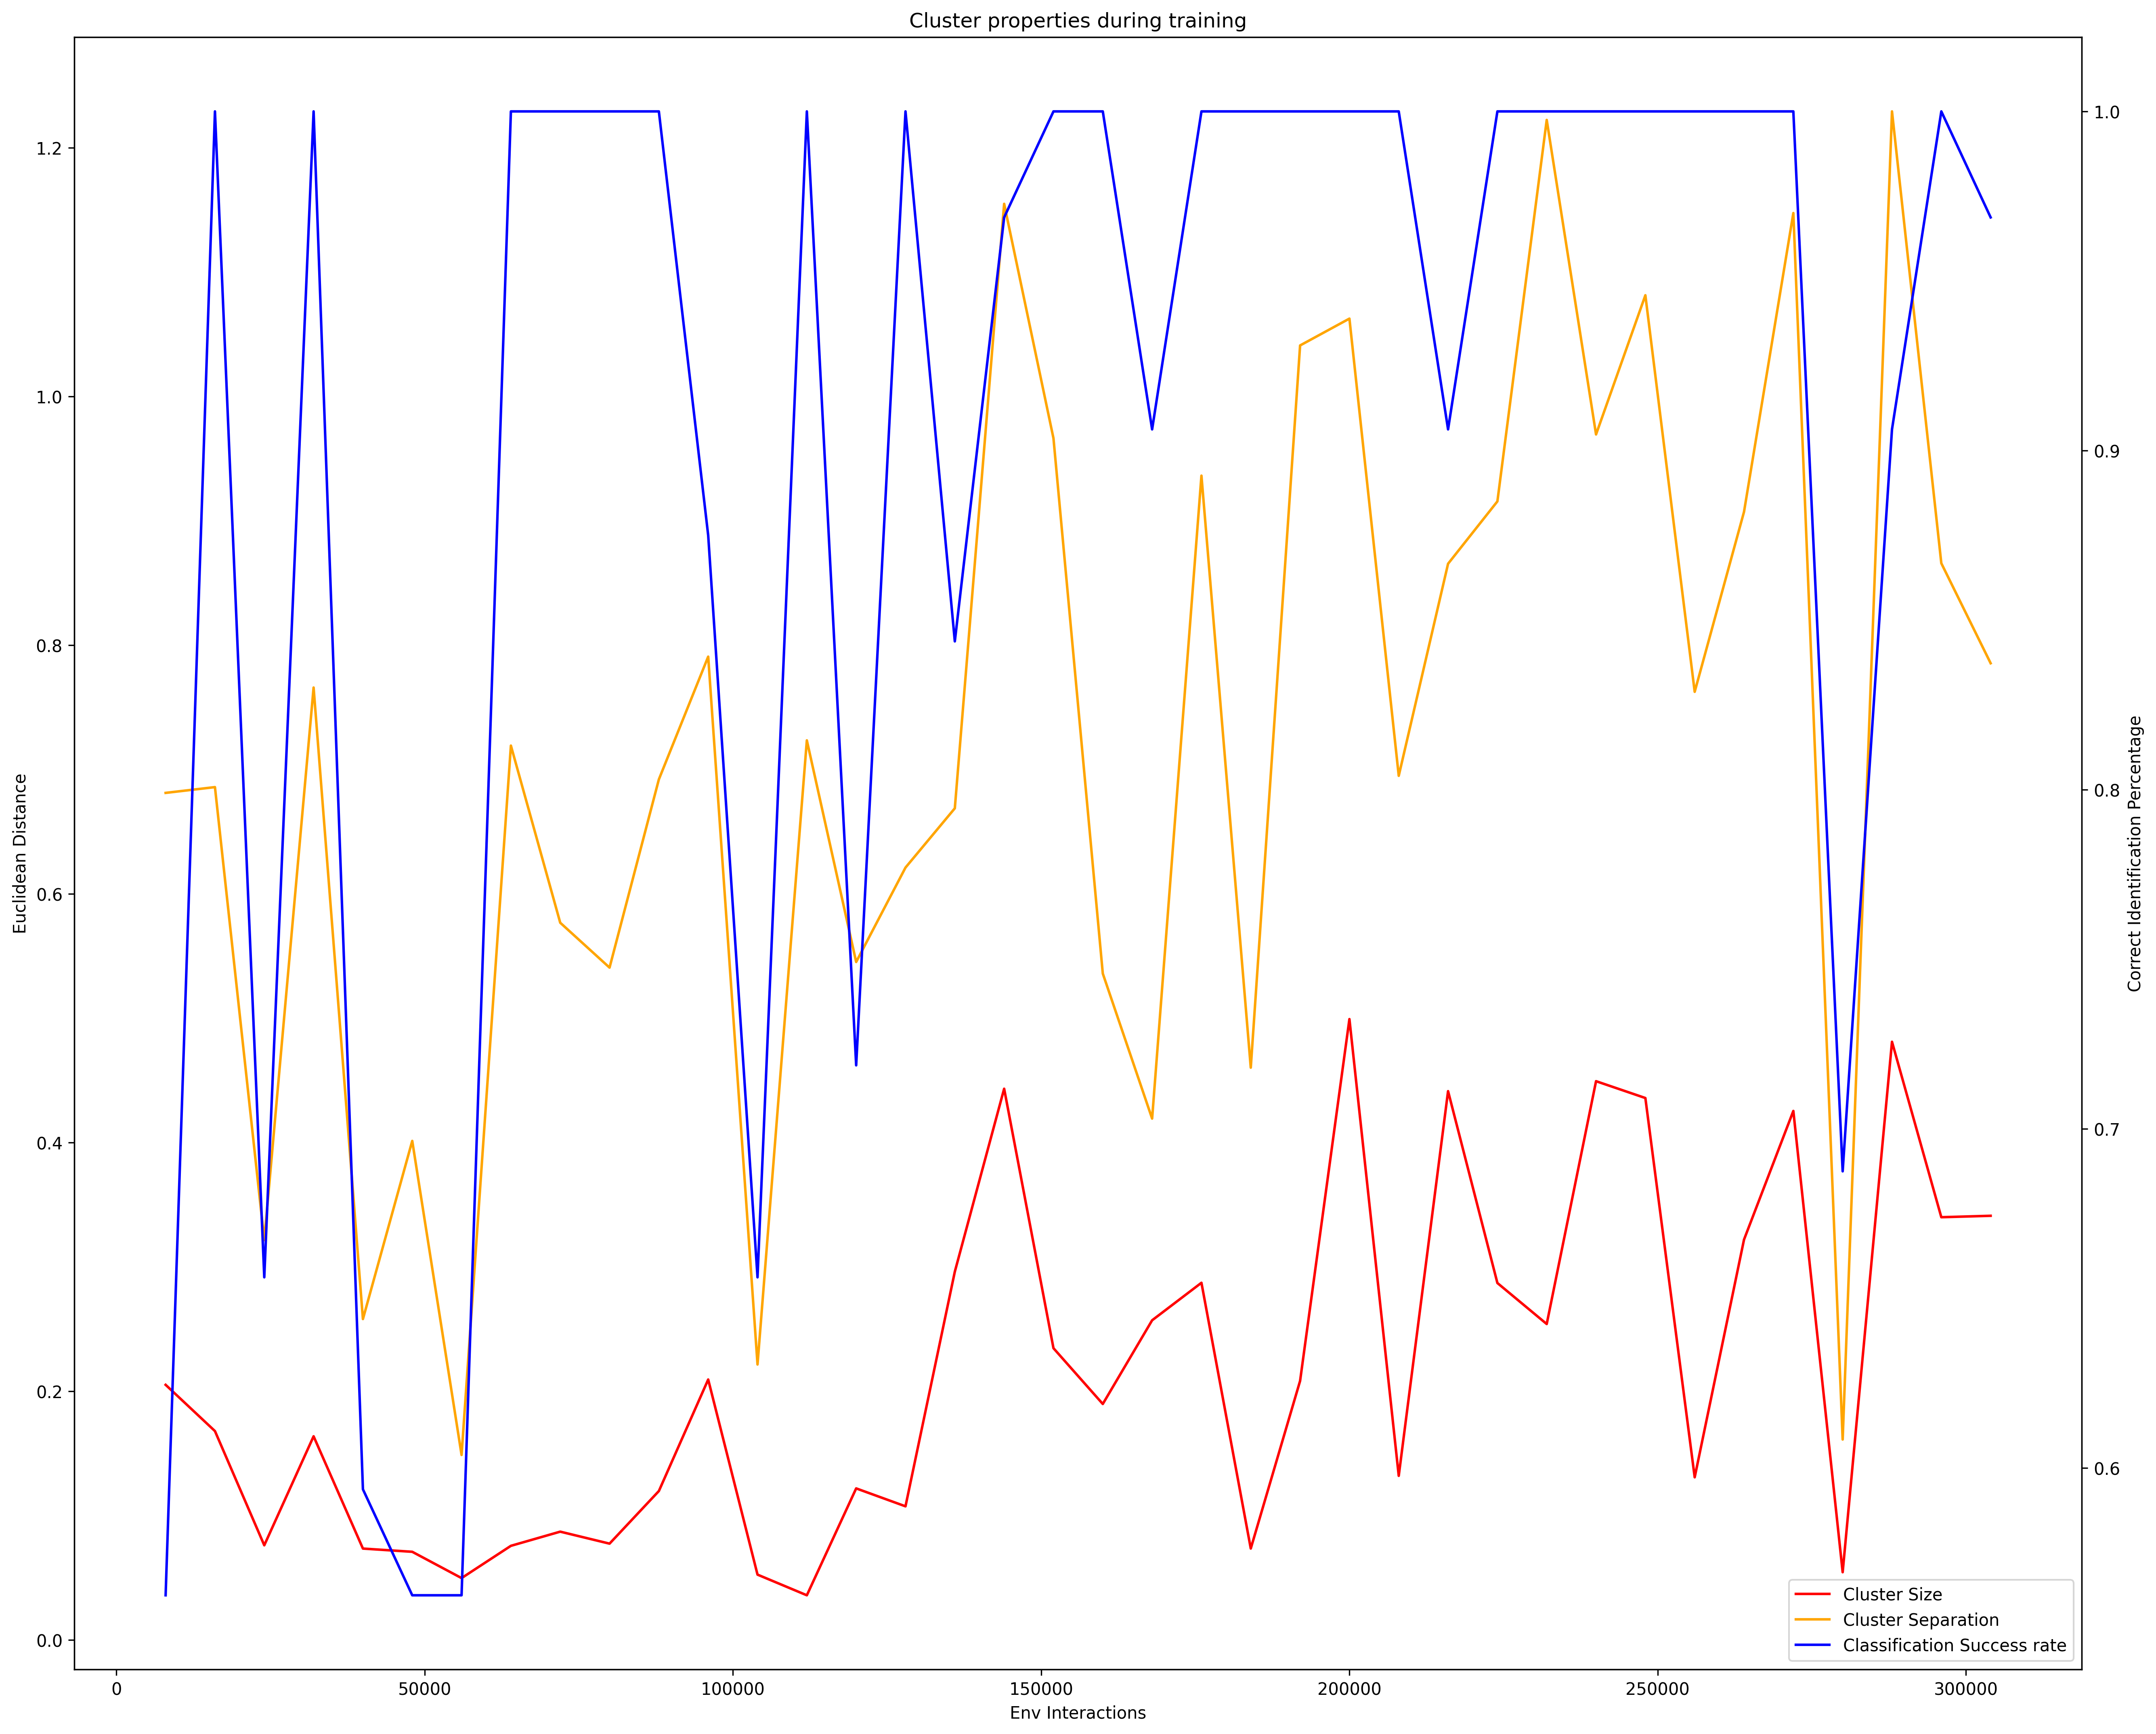 Cluster properties during training
1.2
1.0
0.8
0.6
0.4
0.2
0.0
Euclidean Distance
1.0
0.9
0.8
0.7
0.6
Correct Identification Percentage
Cluster Size
Cluster Separation
Classification Success rate
0
50000
100000
150000
200000
250000
300000
Env Interactions